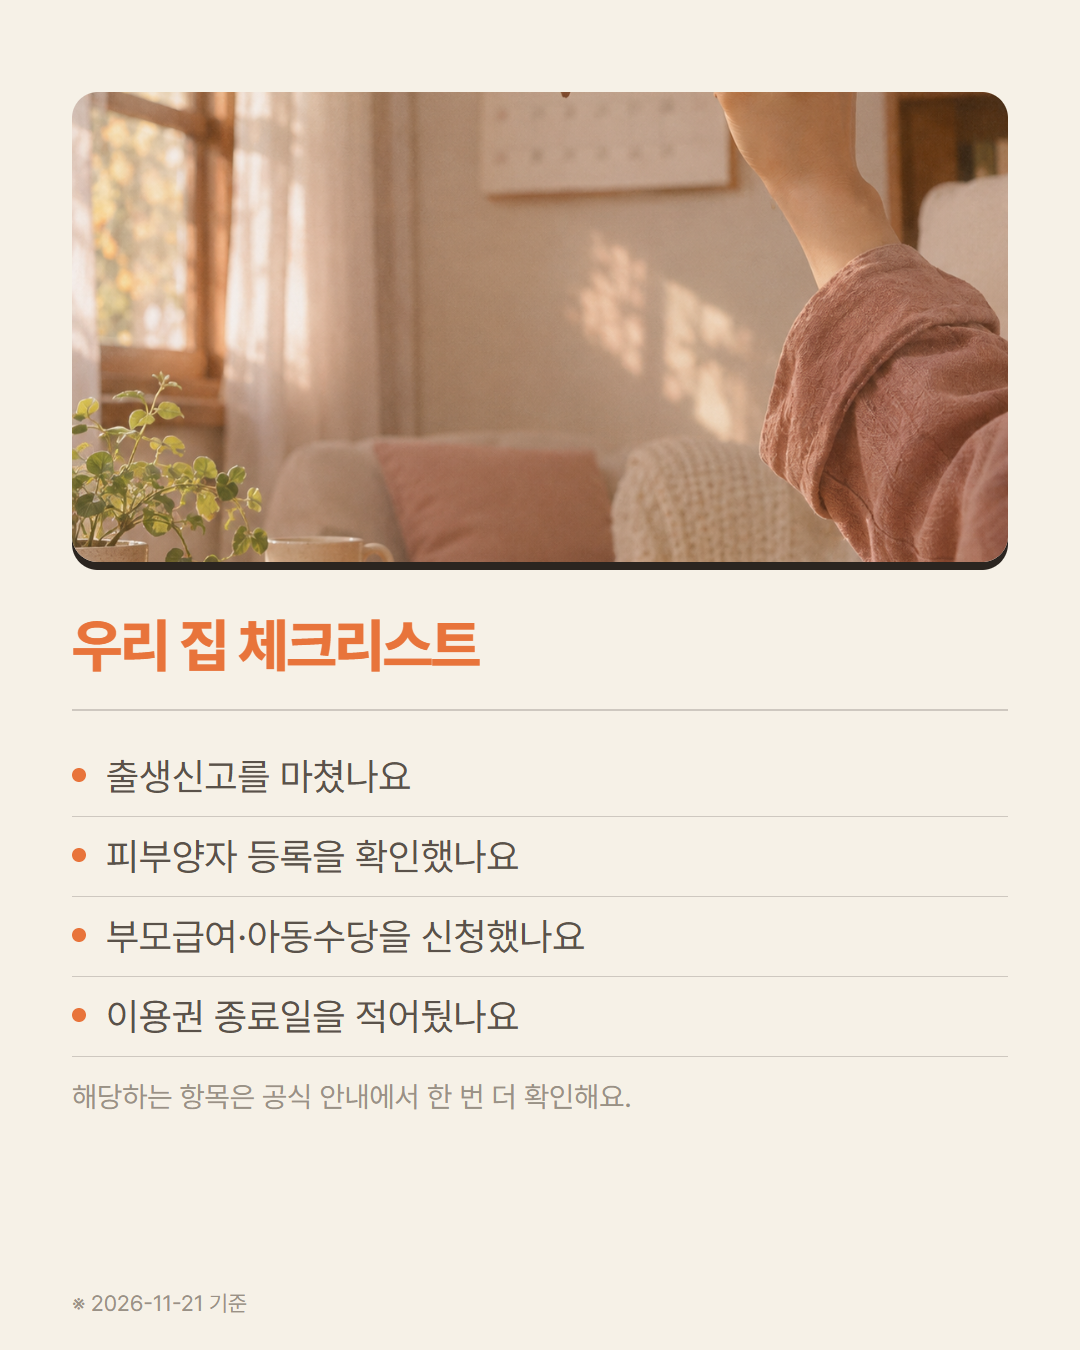 우리 집 체크리스트
출생신고를 마쳤나요
피부양자 등록을 확인했나요
부모급여·아동수당을 신청했나요
이용권 종료일을 적어뒀나요
해당하는 항목은 공식 안내에서 한 번 더 확인해요.
※ 2026-11-21 기준